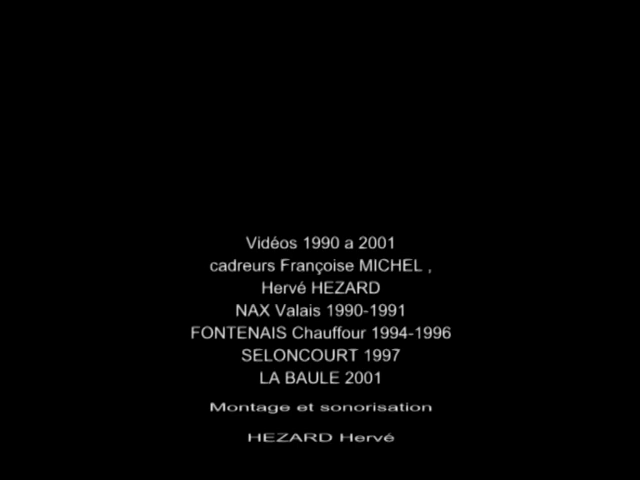 Vidéos 1990 a 2001
cadreurs Françoise MICHEL ,
Hervé HEZARD
NAX Valais 1990-1991
FONTENAIS Chauffour 1994-1996
SELONCOURT 1997
LA BAULE 2001
Montage et sonorisation
HEZARD Hervé